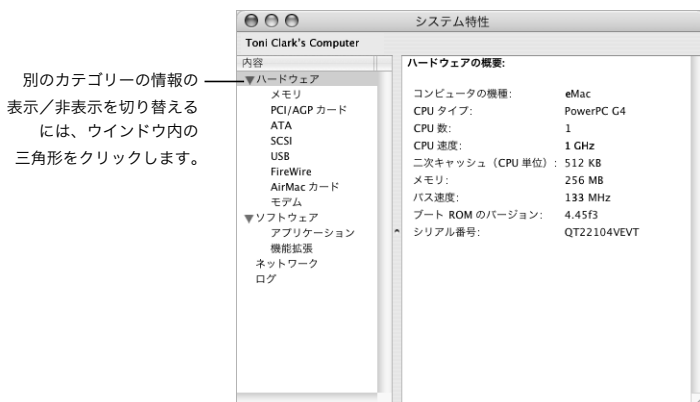 システム特性
Toni Clark's Computer
別のカテゴリーの情報の
表示／非表示を切り替える
には、ウインドウ内の
三角形をクリックします。
内容
▼ハードウェア
メモリ
PCI/AGP カード
ATA
SCSI
USB
FireWire
AirMac カード
モデム
▼ソフトウェア
アプリケーション
機能拡張
ネットワーク
ログ
ハードウェアの概要:
コンピュータの機種: eMac
CPU タイプ: PowerPC G4
CPU 数: 1
CPU 速度: 1 GHz
二次キャッシュ（CPU 単位）: 512 KB
メモリ: 256 MB
バス速度: 133 MHz
ブート ROM のバージョン: 4.45f3
シリアル番号: QT22104VEVT